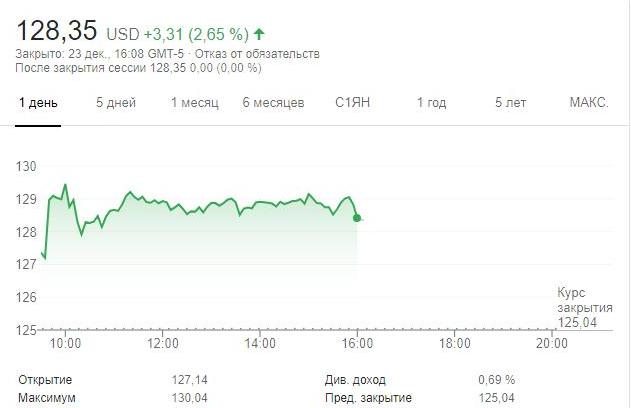 128,35 USD +3,31 (2,65 %)
Закрыто: 23 дек., 16:08 GMT-5 · Отказ от обязательств
После закрытия сессии 128,35 0,00 (0,00 %)
1 день 5 дней 1 месяц 6 месяцев С1ЯН 1 год 5 лет МАКС.
130
129
128
127
126
Курс
закрытия
125,04
125
10:00 12:00 14:00 16:00 18:00 20:00
Открытие 127,14 Див. доход 0,69 %
Максимум 130,04 Пред. закрытие 125,04